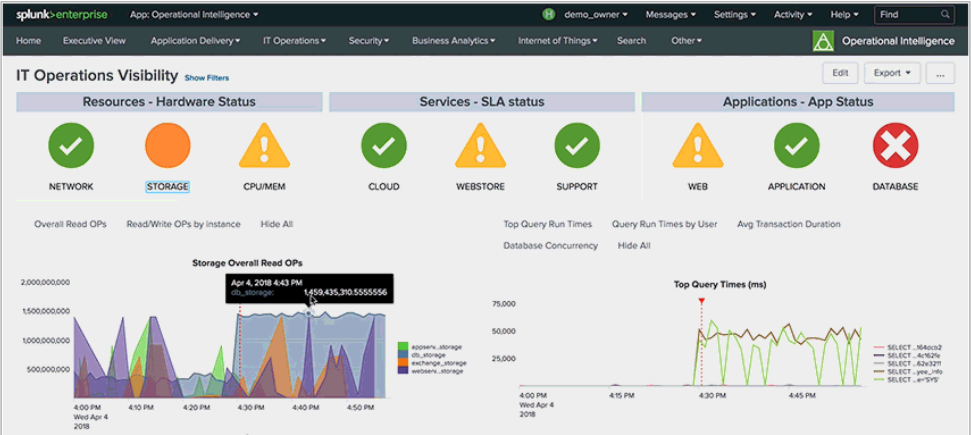 splunk>enterprise App: Operational Intelligence demo_owner Messages Settings Activity Help Find
Home Executive View Application Delivery IT Operations Security Business Analytics Internet of Things Search Other Operational Intelligence
IT Operations Visibility Show Filters Edit Export ...
Resources - Hardware Status Services - SLA status Applications - App Status
NETWORK STORAGE CPU/MEM CLOUD WEBSTORE SUPPORT WEB APPLICATION DATABASE
Overall Read OPs Read/Write OPs by instance Hide All
Top Query Run Times Query Run Times by User Avg Transaction Duration
Database Concurrency Hide All
Storage Overall Read OPs
Apr 4, 2018 4:43 PM
db_storage: 1,459,435,310.5555556
2,000,000,000
1,500,000,000
1,000,000,000
500,000,000
4:00 PM 4:10 PM 4:20 PM 4:30 PM 4:40 PM 4:50 PM
Wed Apr 4
2018
appserv..storage
db_storage
exchange_storage
webserv..storage
Top Query Times (ms)
75,000
50,000
25,000
4:00 PM 4:15 PM 4:30 PM 4:45 PM
Wed Apr 4
2018
SELECT ..164aco2
SELECT ..4c162fe
SELECT ..62e3211
SELECT ..yee_info
SELECT ..e='SYS'